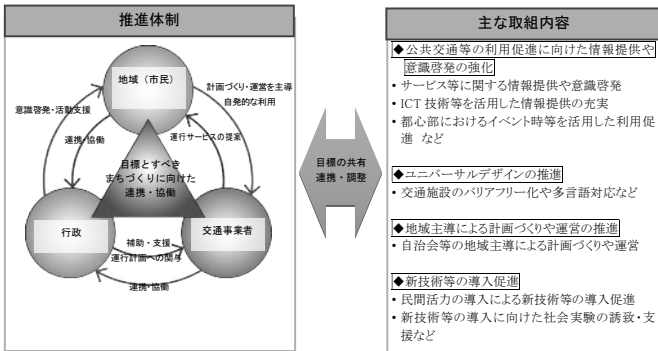 推進体制
地域（市民）
計画づくり・運営を主導
自発的な利用
意識啓発・活動支援
連携・協働
運行サービスの提案
目標とすべき
まちづくりに向けた
連携・協働
行政
交通事業者
補助・支援
運行計画への関与
連携・協働
目標の共有
連携・調整
主な取組内容
◆公共交通等の利用促進に向けた情報提供や
意識啓発の強化
・サービス等に関する情報提供や意識啓発
・ICT 技術等を活用した情報提供の充実
・都心部におけるイベント時等を活用した利用促
進 など
◆ユニバーサルデザインの推進
・交通施設のバリアフリー化や多言語対応など
◆地域主導による計画づくりや運営の推進
・自治会等の地域主導による計画づくりや運営
◆新技術等の導入促進
・民間活力の導入による新技術等の導入促進
・新技術等の導入に向けた社会実験の誘致・支
援など